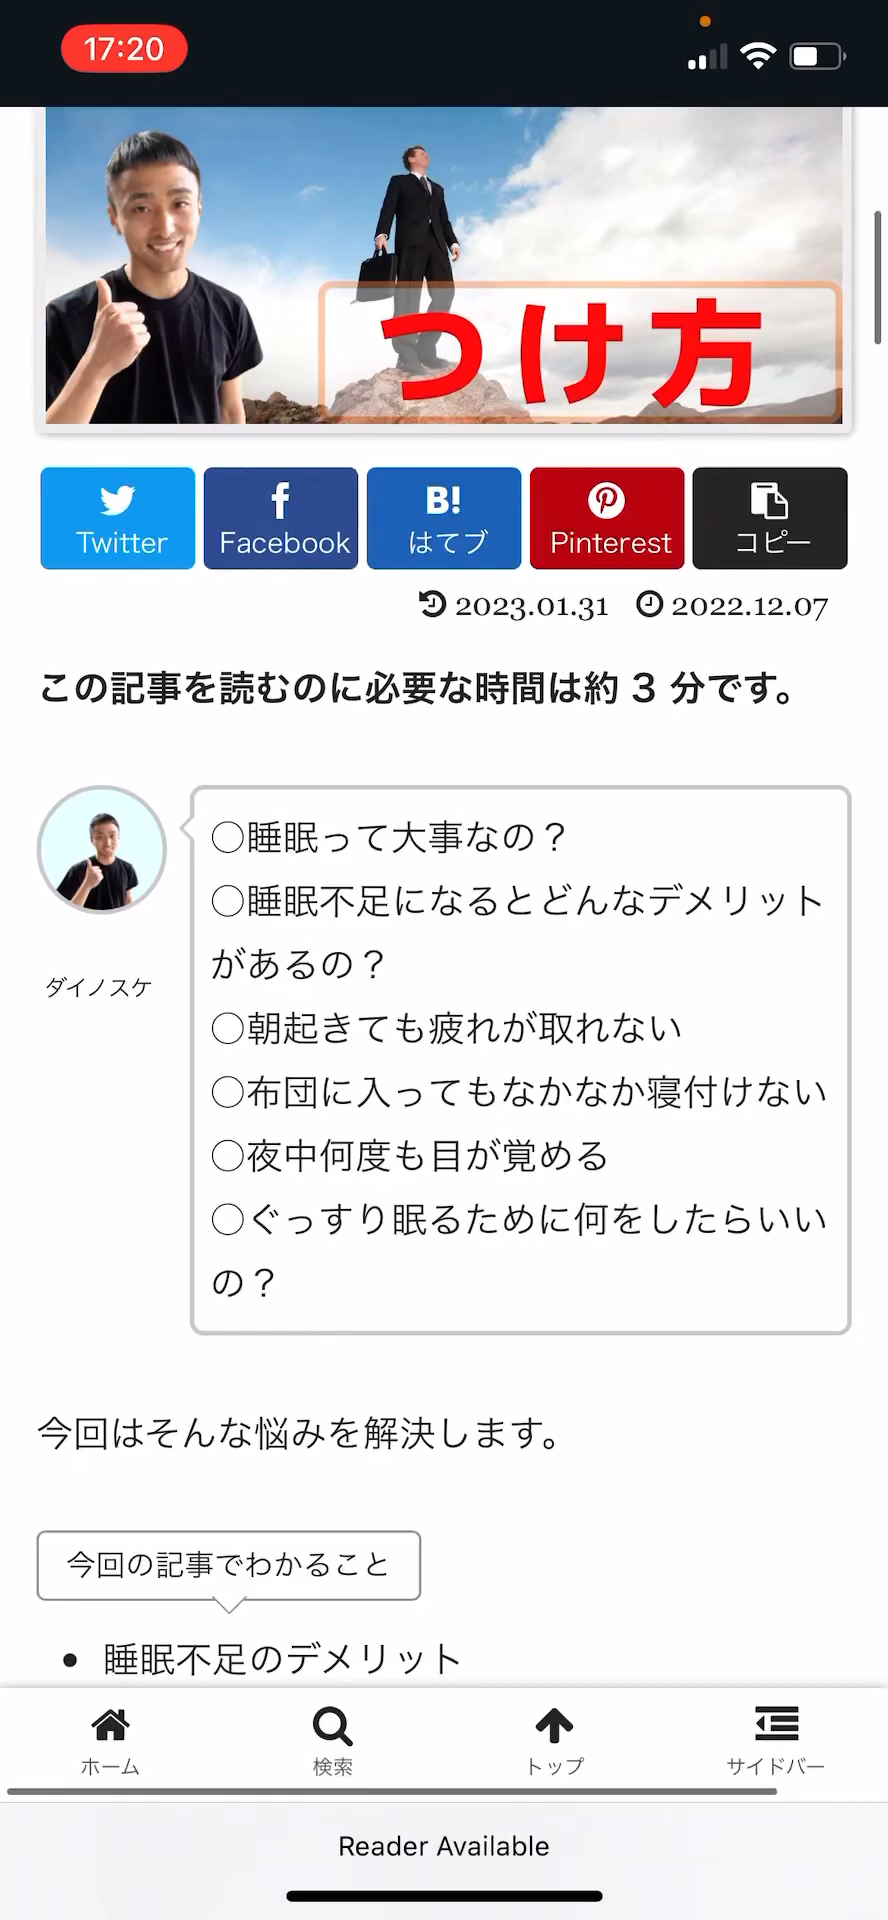 17:20
つけ方
Twitter
Facebook
B!
はてブ
Pinterest
コピー
2023.01.31 2022.12.07
この記事を読むのに必要な時間は約 3 分です。
○睡眠って大事なの？
○睡眠不足になるとどんなデメリット
があるの？
○朝起きても疲れが取れない
○布団に入ってもなかなか寝付けない
○夜中何度も目が覚める
○ぐっすり眠るために何をしたらいい
の？
ダイノスケ
今回はそんな悩みを解決します。
今回の記事でわかること
• 睡眠不足のデメリット
ホーム
検索
トップ
サイドバー
Reader Available